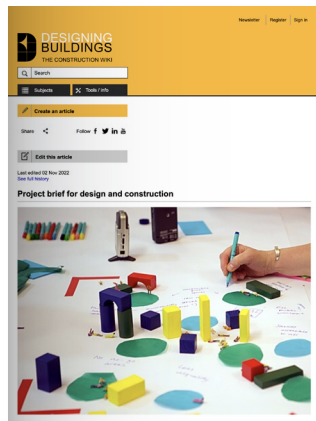 Newsletter Register Sign in
DESIGNING
BUILDINGS
THE CONSTRUCTION WIKI
Search
Subjects
Tools / Info
Create an article
Share
Follow
Edit this article
Last edited 02 Nov 2022
See full history
Project brief for design and construction